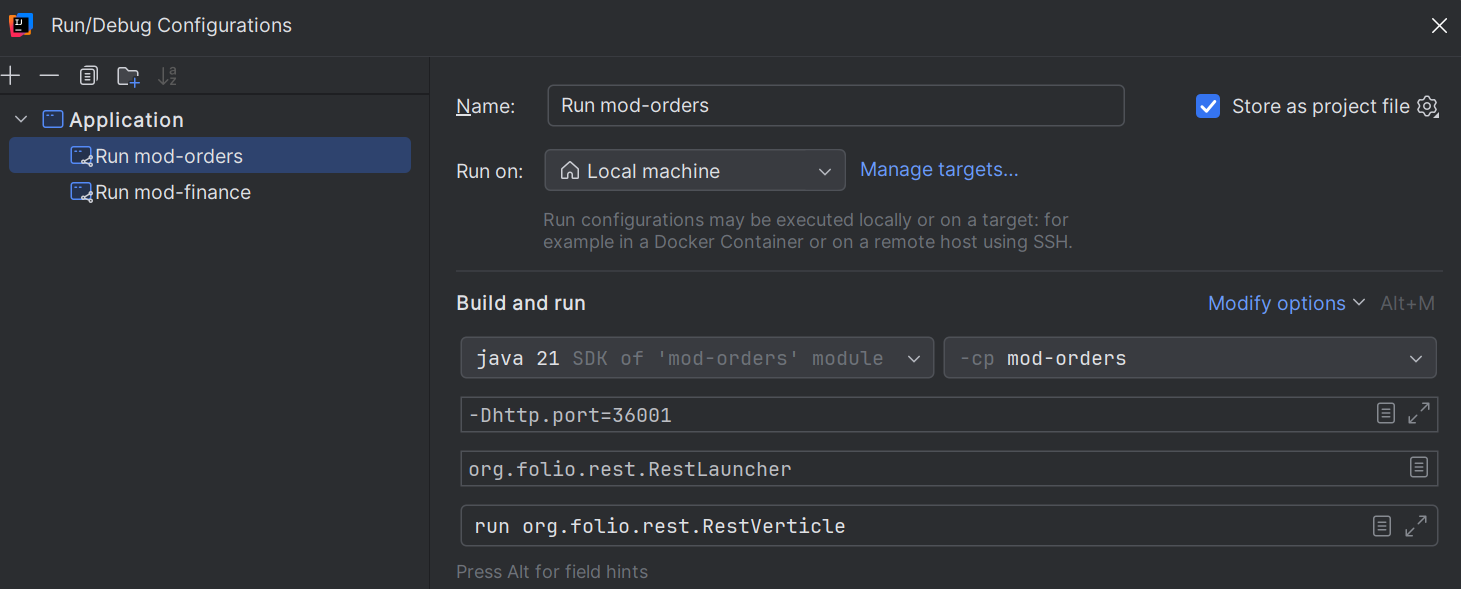 Run/Debug Configurations
Application
Run mod-orders
Run mod-finance
Name: Run mod-orders Store as project file
Run on: Local machine Manage targets...
Run configurations may be executed locally or on a target: for
example in a Docker Container or on a remote host using SSH.
Build and run Modify options Alt+M
java 21 SDK of 'mod-orders' module -cp mod-orders
-Dhttp.port=36001
org.folio.rest.RestLauncher
run org.folio.rest.RestVerticle
Press Alt for field hints